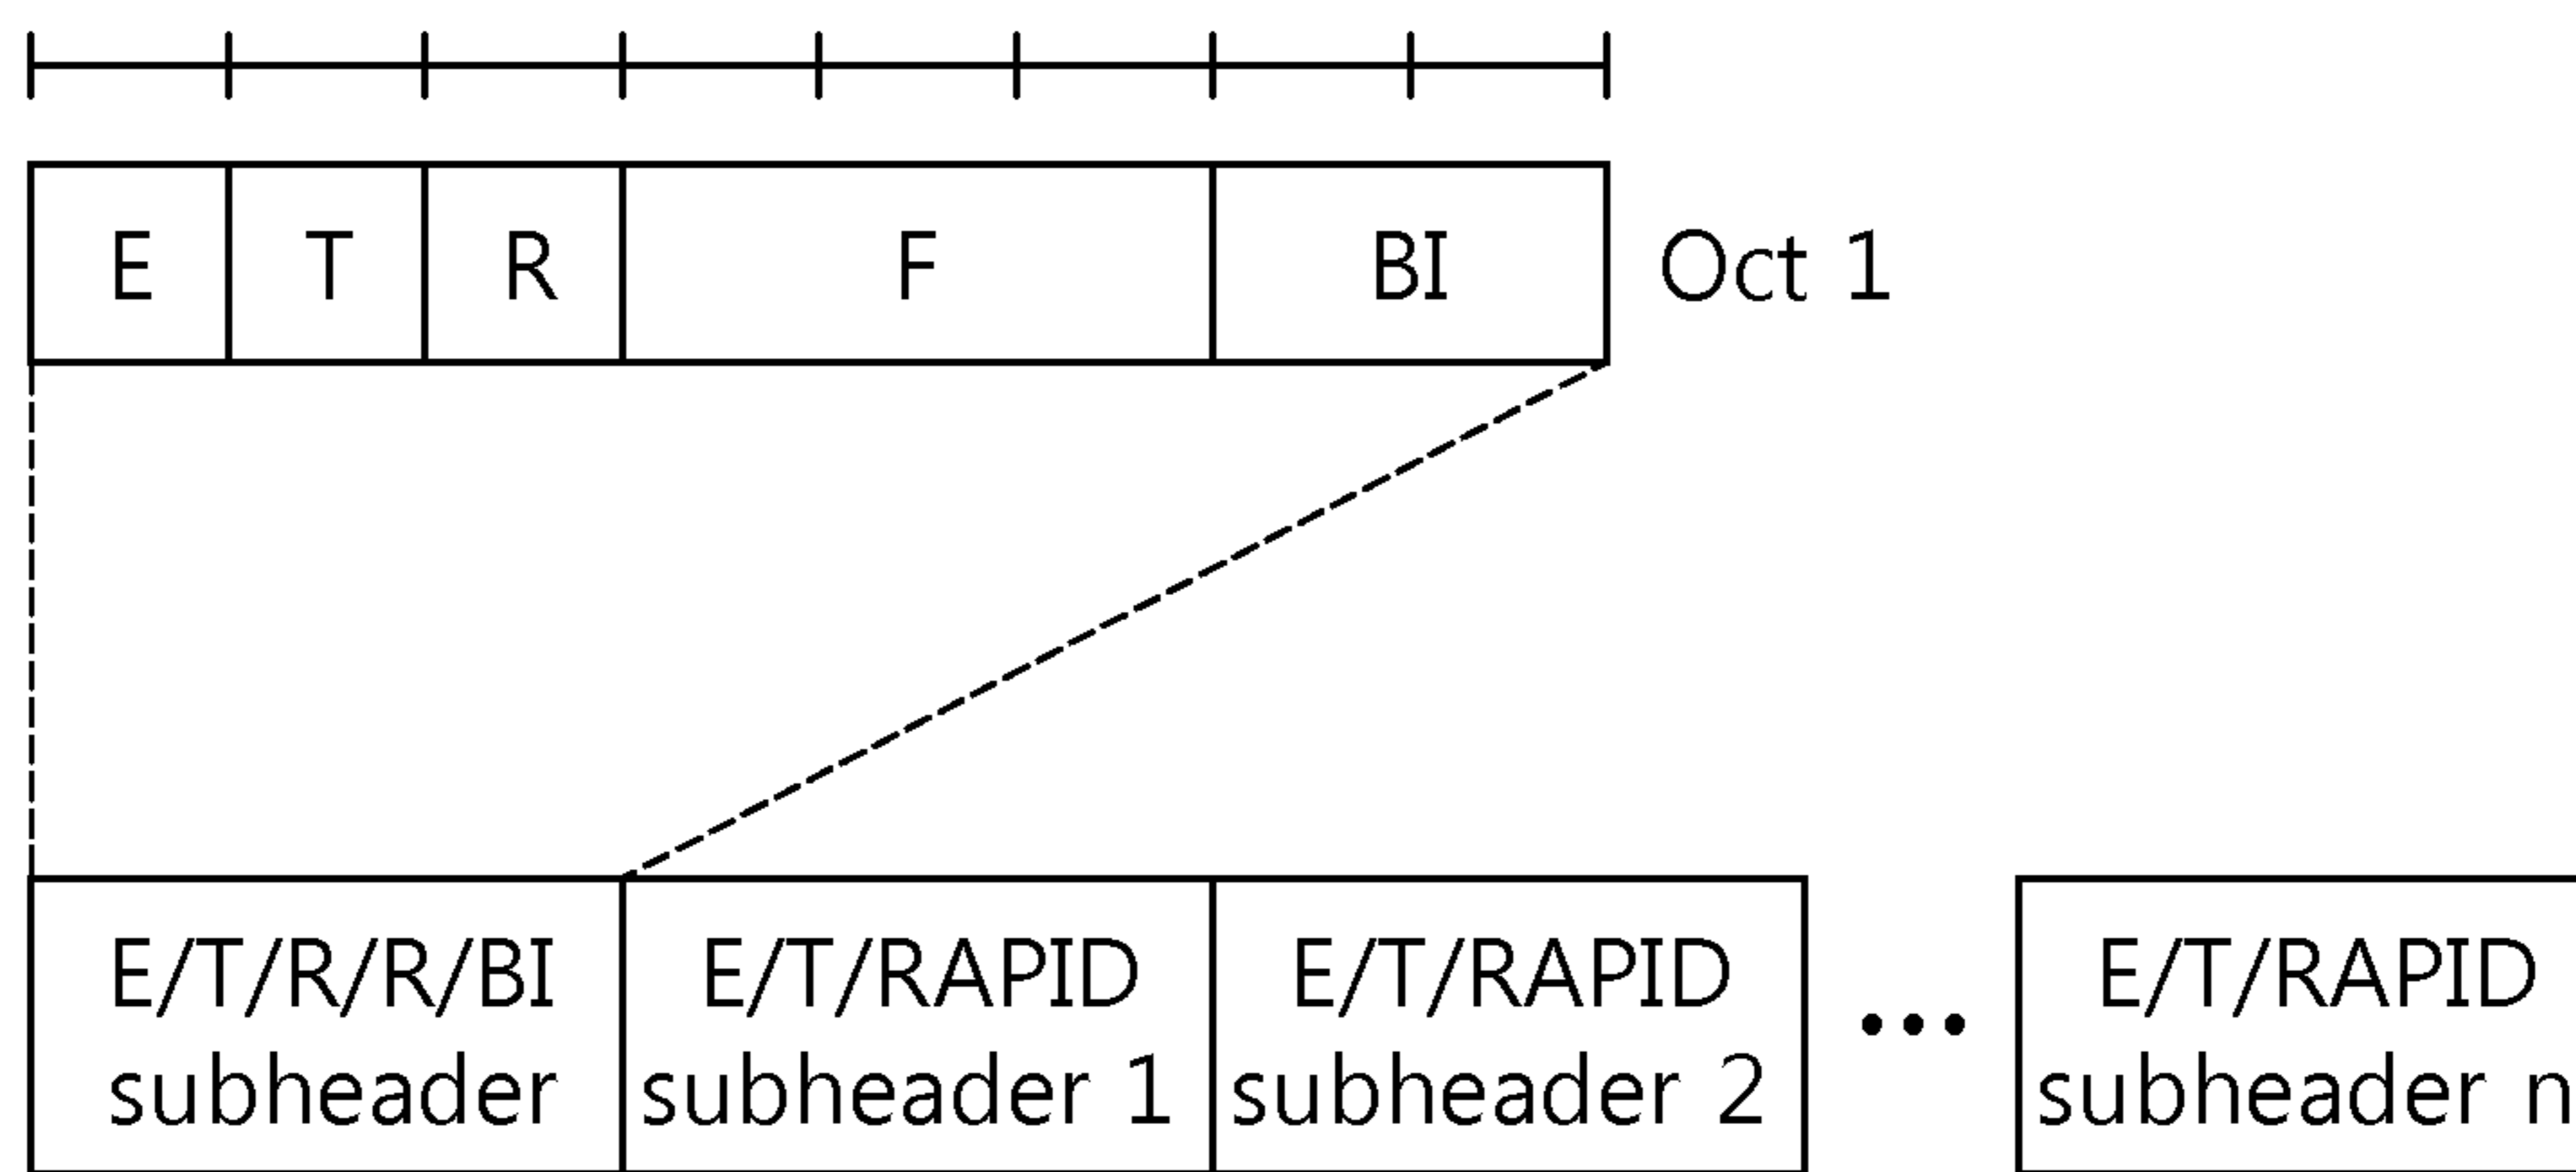 E T R F BI Oct 1
E/T/R/R/BI E/T/RAPID E/T/RAPID ••• E/T/RAPID
subheader subheader 1 subheader 2 subheader n